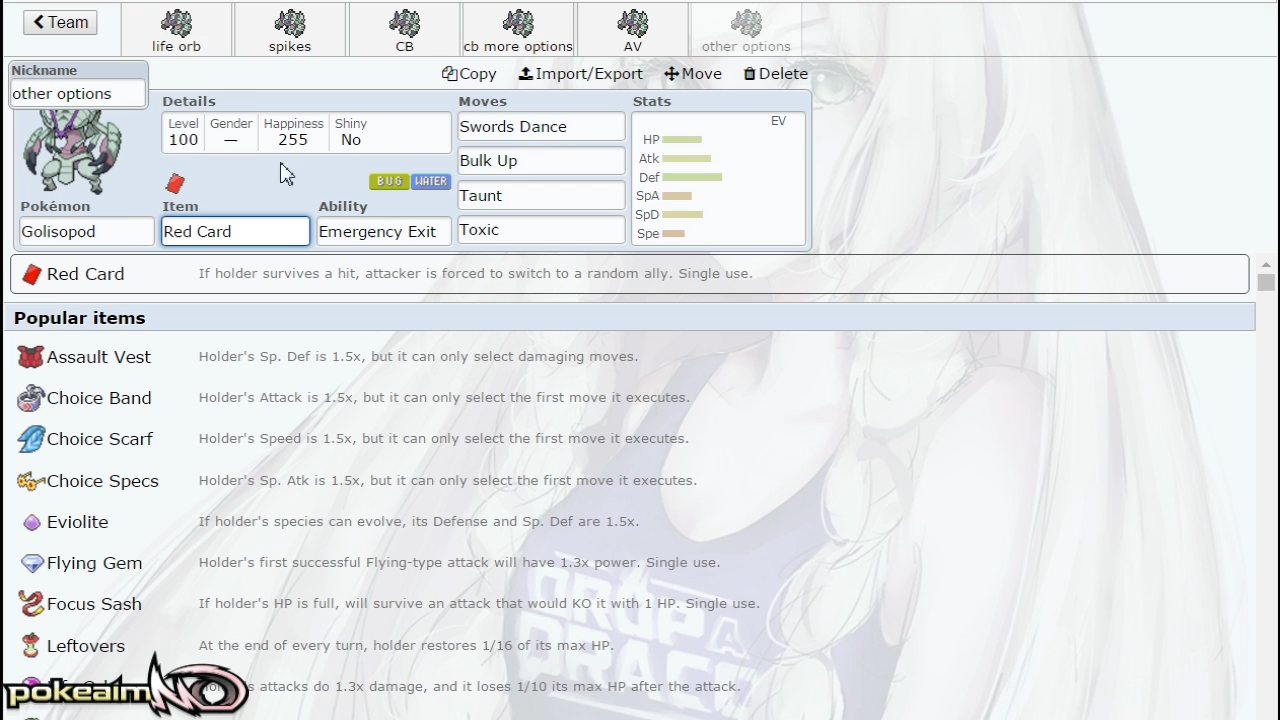 Team
life orb
spikes
CB
cb more options
AV
other options
Nickname
other options
Copy
Import/Export
Move
Delete
Details
Level
Gender
Happiness
Shiny
100
—
255
No
BUG
WATER
Pokémon
Golisopod
Item
Red Card
Ability
Emergency Exit
Moves
Swords Dance
Bulk Up
Taunt
Toxic
Stats
EV
HP
Atk
Def
SpA
SpD
Spe
Red Card If holder survives a hit, attacker is forced to switch to a random ally. Single use.
Popular items
Assault Vest Holder's Sp. Def is 1.5x, but it can only select damaging moves.
Choice Band Holder's Attack is 1.5x, but it can only select the first move it executes.
Choice Scarf Holder's Speed is 1.5x, but it can only select the first move it executes.
Choice Specs Holder's Sp. Atk is 1.5x, but it can only select the first move it executes.
Eviolite If holder's species can evolve, its Defense and Sp. Def are 1.5x.
Flying Gem Holder's first successful Flying-type attack will have 1.3x power. Single use.
Focus Sash If holder's HP is full, will survive an attack that would KO it with 1 HP. Single use.
Leftovers At the end of every turn, holder restores 1/16 of its max HP.
attacks do 1.3x damage, and it loses 1/10 its max HP after the attack.
pokeaimMD
DROP A
DRACO